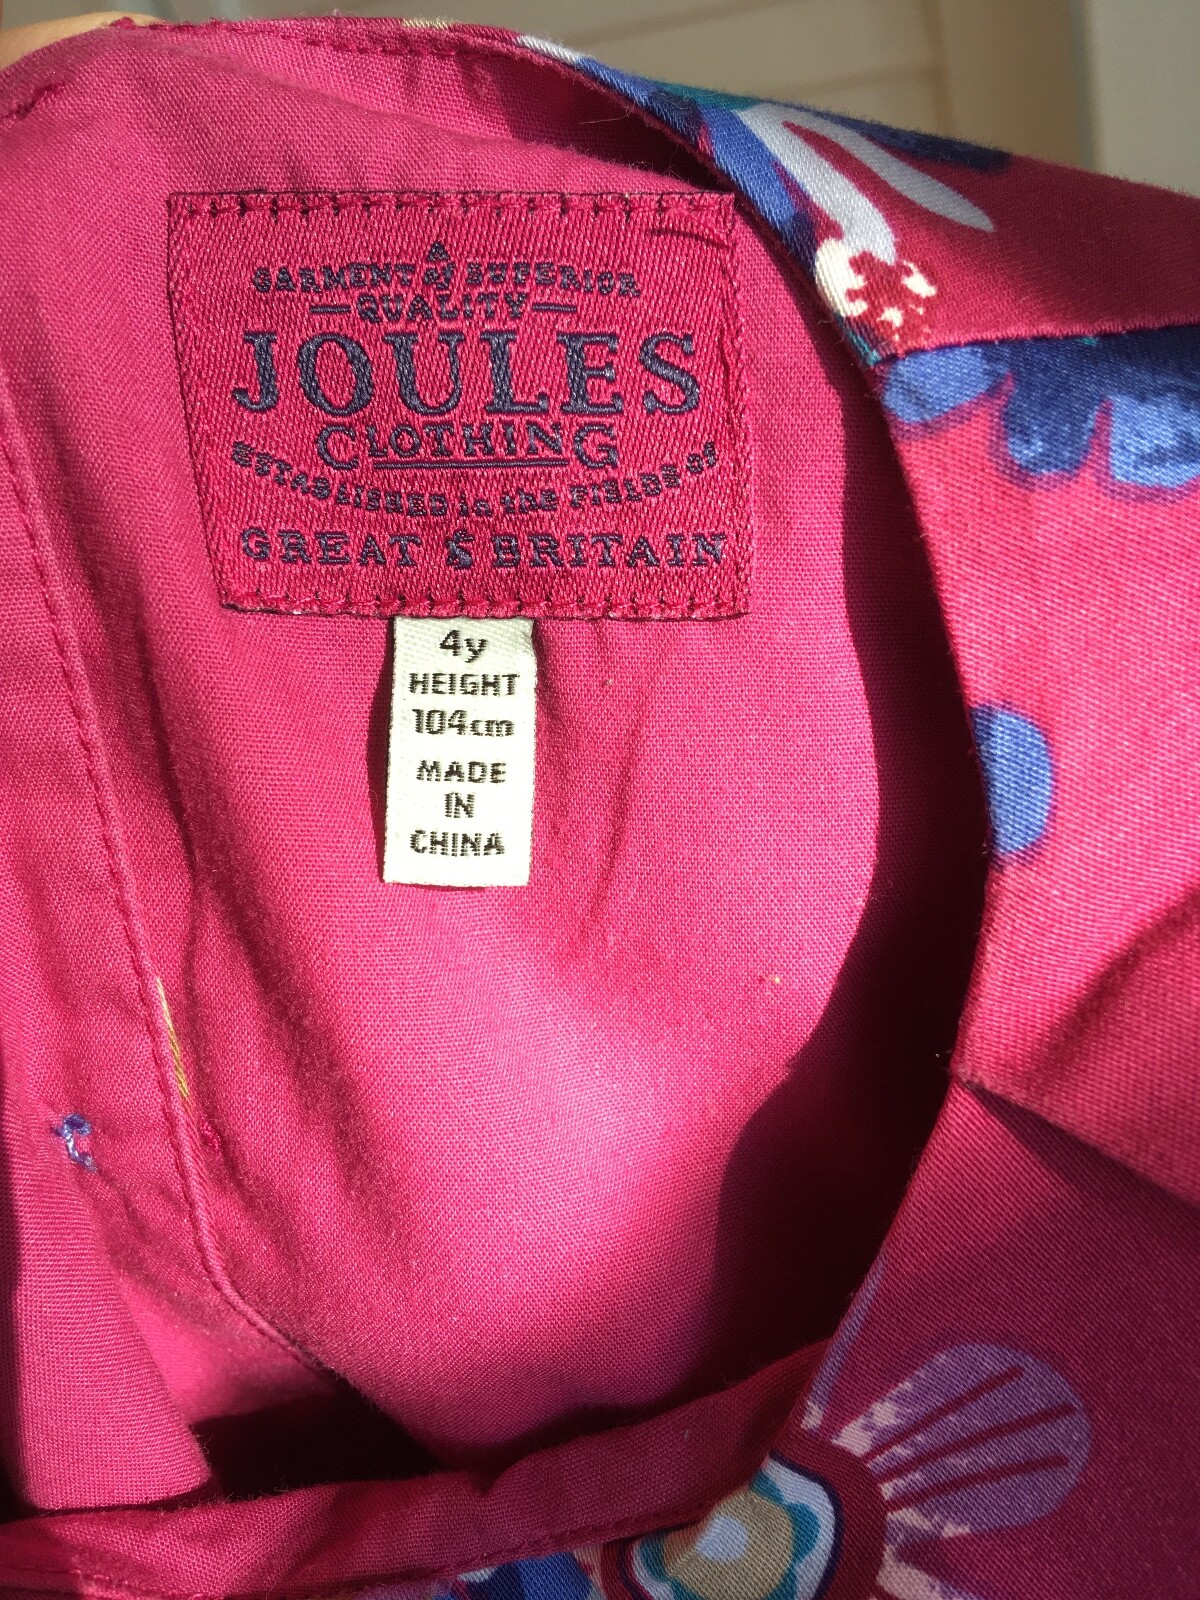 A
GARMENT of SUPERIOR
QUALITY
JOULES
CLOTHING
ESTABLISHED in the FIELDS of
GREAT & BRITAIN
4y
HEIGHT
104cm
MADE
IN
CHINA